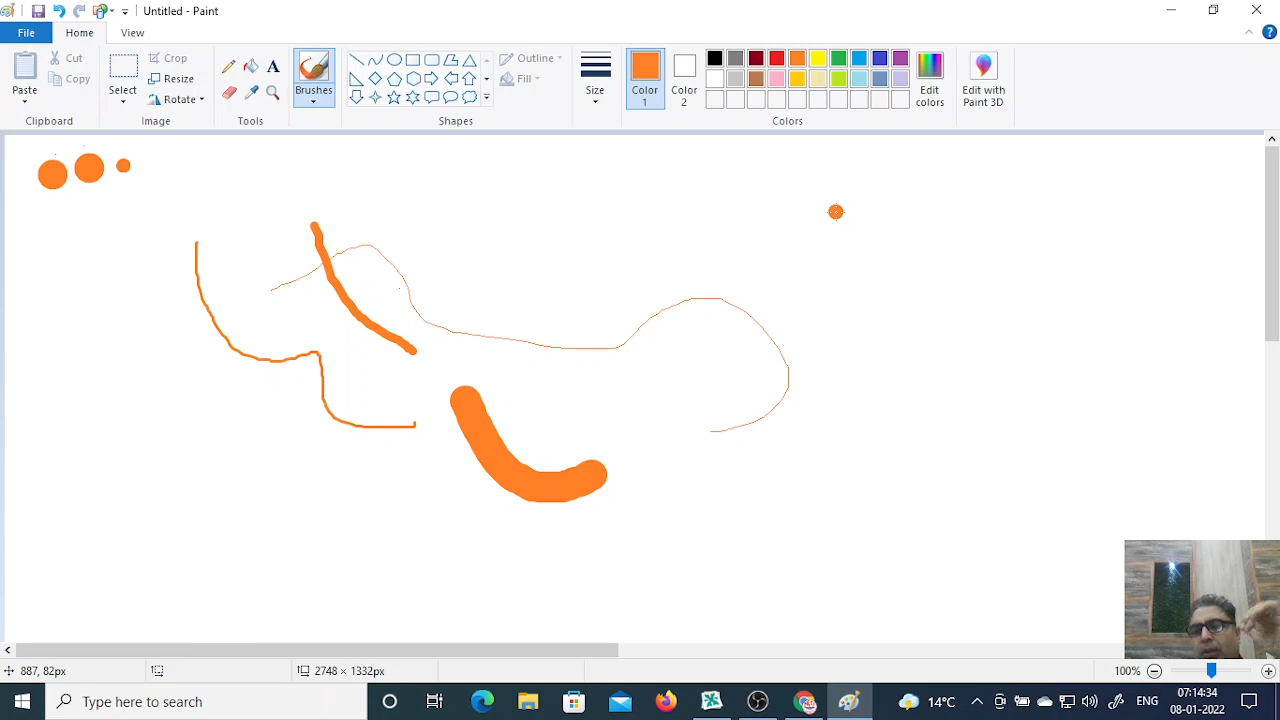 Untitled - Paint
File Home View
Paste
Cut
Copy
Clipboard
Select
Crop
Resize
Rotate
Image
A
Tools
Brushes
Outline
Fill
Shapes
Size
Color 1
Color 2
Colors
Edit colors
Edit with Paint 3D
887, 82px
2748 × 1332px
100%
Type here to search
14°C
ENG
07:14:34
08-01-2022